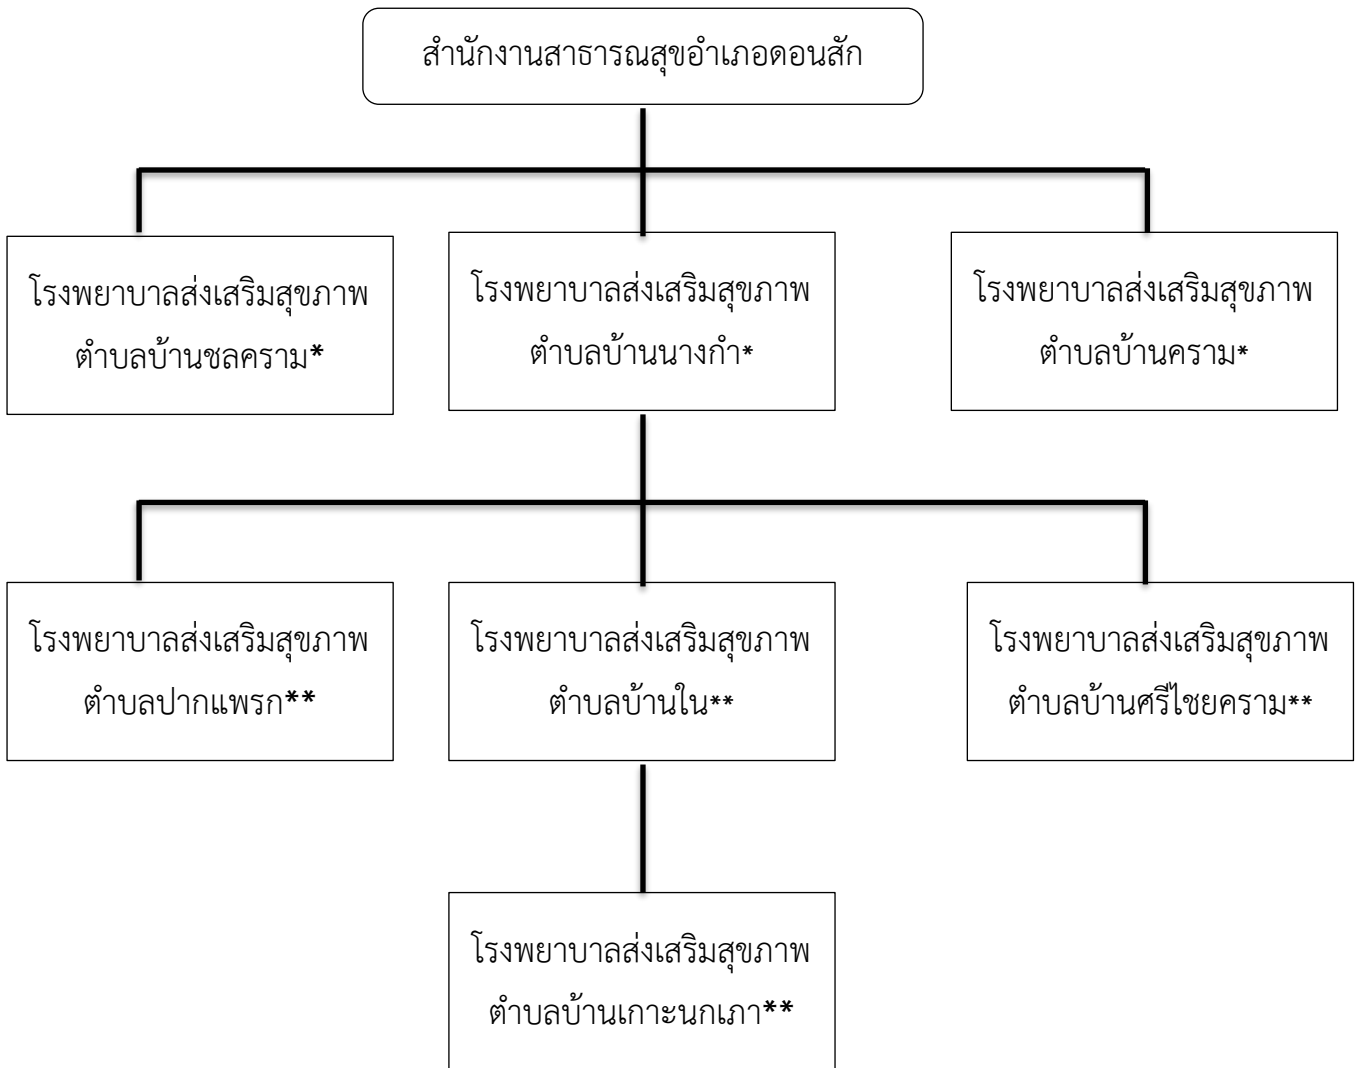 สำนักงานสาธารณสุขอำเภอดอนสัก
โรงพยาบาลส่งเสริมสุขภาพ
ตำบลบ้านชลคราม*
โรงพยาบาลส่งเสริมสุขภาพ
ตำบลบ้านนางกำ*
โรงพยาบาลส่งเสริมสุขภาพ
ตำบลบ้านคราม*
โรงพยาบาลส่งเสริมสุขภาพ
ตำบลปากแพรก**
โรงพยาบาลส่งเสริมสุขภาพ
ตำบลบ้านใน**
โรงพยาบาลส่งเสริมสุขภาพ
ตำบลบ้านศรีไชยคราม**
โรงพยาบาลส่งเสริมสุขภาพ
ตำบลบ้านเกาะนกเภา**